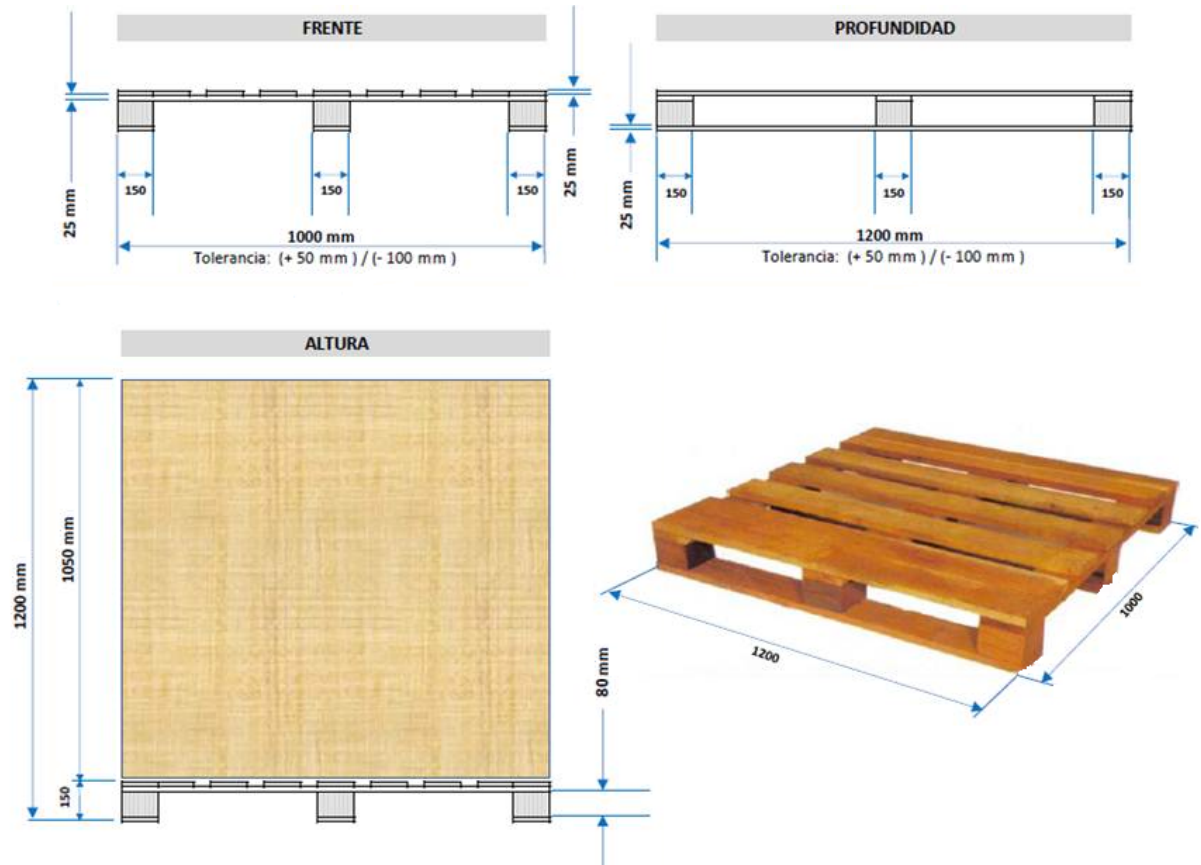 FRENTE
25 mm
150
150
150
25 mm
1000 mm
Tolerancia: (+ 50 mm ) / (- 100 mm )
PROFUNDIDAD
25 mm
150
150
150
1200 mm
Tolerancia: (+ 50 mm ) / (- 100 mm )
ALTURA
1200 mm
1050 mm
150
80 mm
1200
1000